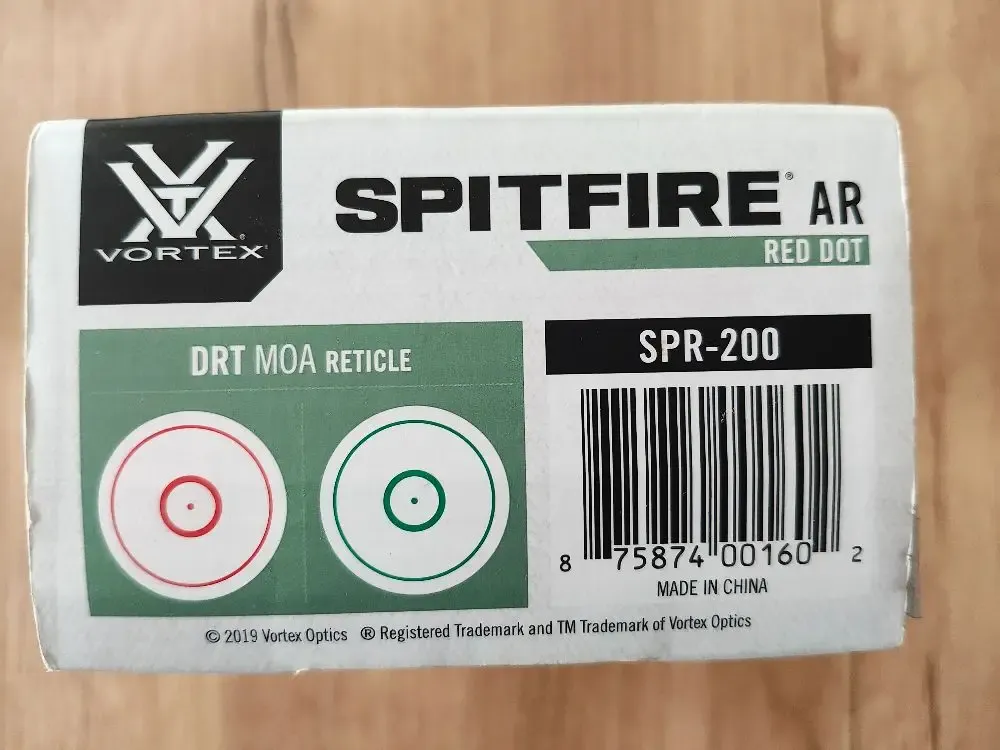 VORTEX®
SPITFIRE® AR
RED DOT
DRT MOA RETICLE
SPR-200
8 75874 00160 2
MADE IN CHINA
© 2019 Vortex Optics ® Registered Trademark and TM Trademark of Vortex Optics